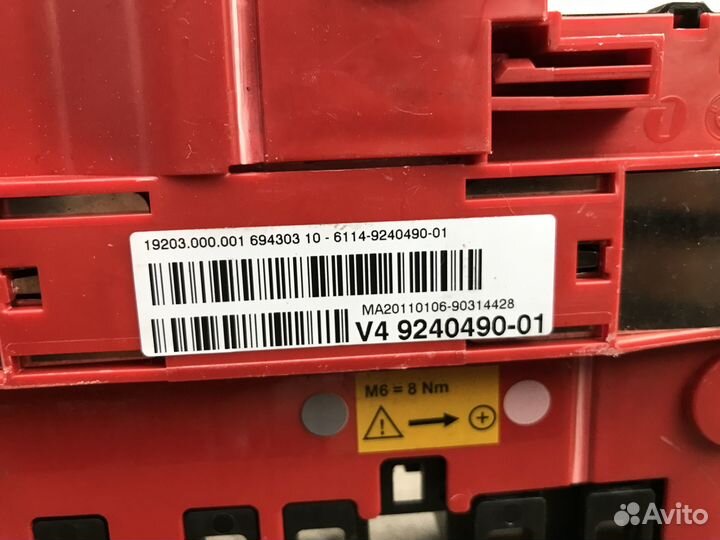 19203.000.001 694303 10 - 6114-9240490-01
MA20110106-90314428
V4 9240490-01
M6 = 8 Nm
Avito